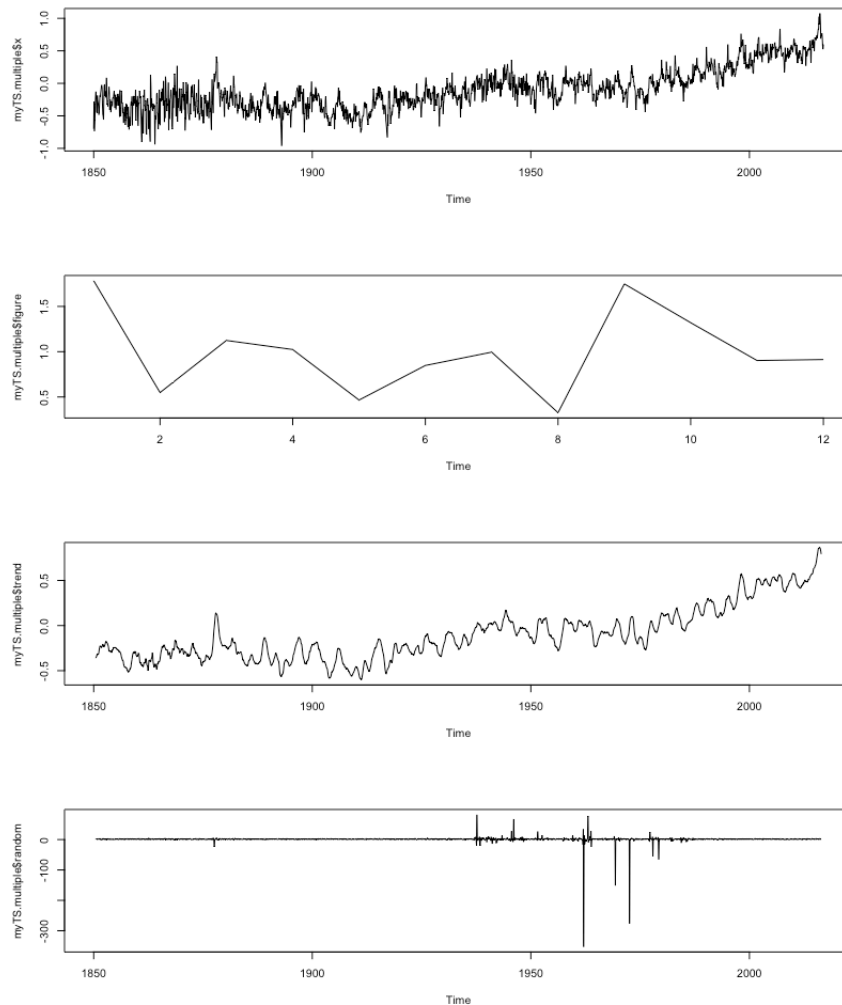 myTS.multiple$x
1.0
0.5
0.0
-0.5
-1.0
1850 1900 1950 2000
Time
myTS.multiple$figure
1.5
1.0
0.5
2 4 6 8 10 12
Time
myTS.multiple$trend
0.5
0.0
-0.5
1850 1900 1950 2000
Time
myTS.multiple$random
0
-100
-300
1850 1900 1950 2000
Time